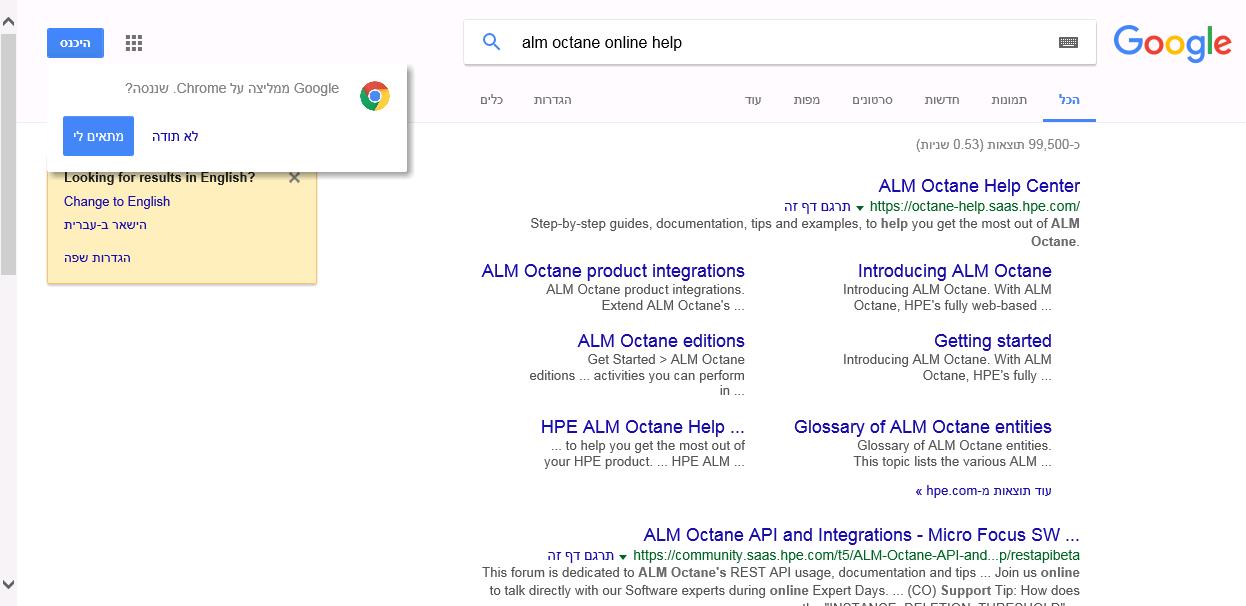 Google
alm octane online help
היכנס
Google ממליצה על Chrome. שננסה?
לא תודה
מתאים לי
הכל
תמונות
חדשות
סרטונים
מפות
עוד
הגדרות
כלים
כ-99,500 תוצאות (0.53 שניות)
Looking for results in English?
Change to English
הישאר ב-עברית
הגדרות שפה
ALM Octane Help Center
https://octane-help.saas.hpe.com/ תרגם דף זה
Step-by-step guides, documentation, tips and examples, to help you get the most out of ALM
Octane.
Introducing ALM Octane
Introducing ALM Octane. With ALM
Octane, HPE's fully web-based ...
ALM Octane product integrations
ALM Octane product integrations.
Extend ALM Octane's ...
Getting started
Introducing ALM Octane. With ALM
Octane, HPE's fully ...
ALM Octane editions
Get Started > ALM Octane
editions ... activities you can perform
in ...
Glossary of ALM Octane entities
Glossary of ALM Octane entities.
This topic lists the various ALM ...
HPE ALM Octane Help ...
... to help you get the most out of
your HPE product. ... HPE ALM ...
עוד תוצאות מ-hpe.com »
ALM Octane API and Integrations - Micro Focus SW ...
https://community.saas.hpe.com/t5/ALM-Octane-API-and...p/restapibeta תרגם דף זה
This forum is dedicated to ALM Octane's REST API usage, documentation and tips ... Join us online
to talk directly with our Software experts during online Expert Days. ... (CO) Support Tip: How does
the "INSTANCE_DELETION_THRESHOLD" ...